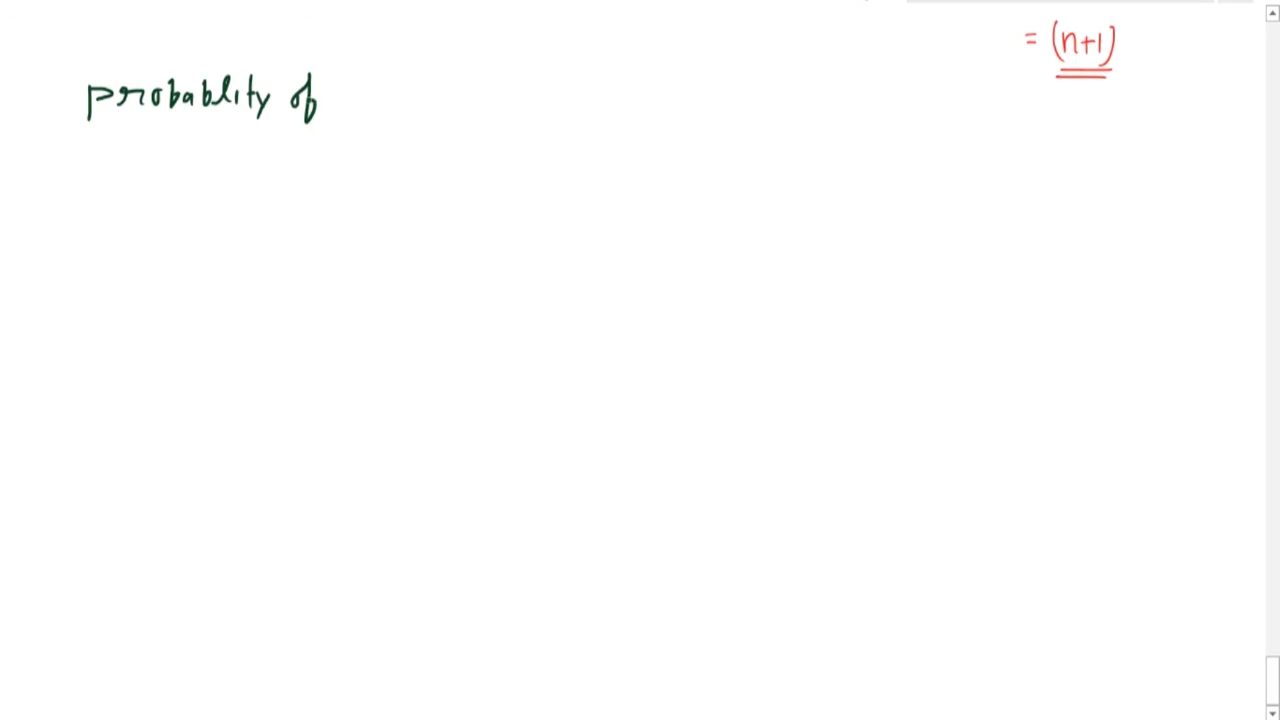 = (n+1)
probablity of